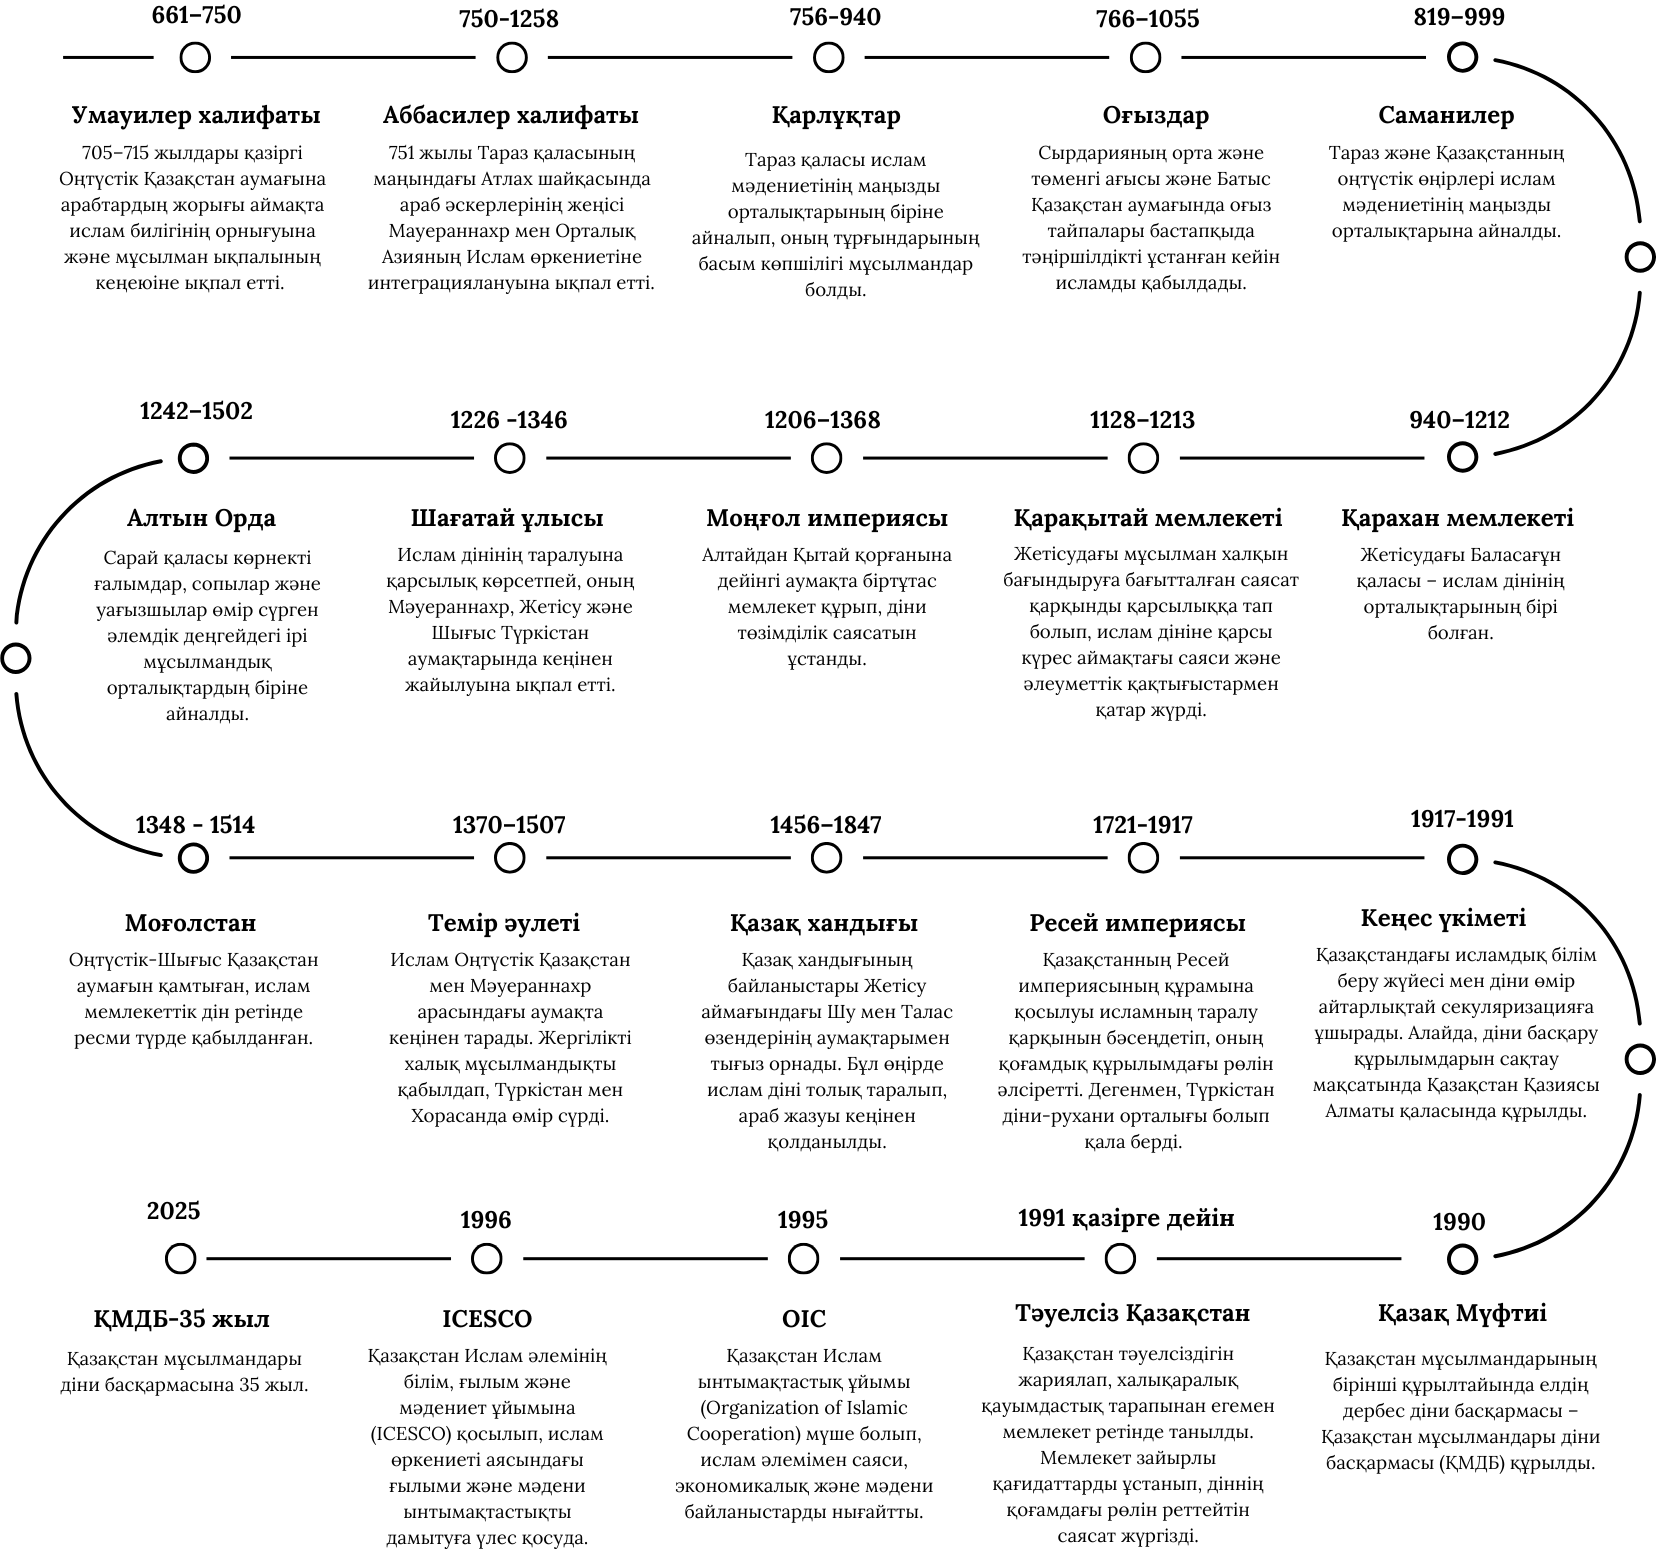 661–750
Умауилер халифаты
705–715 жылдары қазіргі
Оңтүстік Қазақстан аумағына
арабтардың жорығы аймақта
ислам билігінің орнығуына
және мұсылман ықпалының
кеңеюіне ықпал етті.
750-1258
Аббасилер халифаты
751 жылы Тараз қаласының
маңындағы Атлах шайқасында
араб әскерлерінің жеңісі
Мауераннахр мен Орталық
Азияның Ислам өркениетіне
интеграциялануына ықпал етті.
756-940
Қарлұқтар
Тараз қаласы ислам
мәдениетінің маңызды
орталықтарының біріне
айналып, оның тұрғындарының
басым көпшілігі мұсылмандар
болды.
766–1055
Оғыздар
Сырдарияның орта және
төменгі ағысы және Батыс
Қазақстан аумағында оғыз
тайпалары бастапқыда
тәңіршілдікті ұстанған кейін
исламды қабылдады.
819–999
Саманилер
Тараз және Қазақстанның
оңтүстік өңірлері ислам
мәдениетінің маңызды
орталықтарына айналды.
940–1212
Қарахан мемлекеті
Жетісудағы Баласағұн
қаласы – ислам дінінің
орталықтарының бірі
болған.
1128–1213
Қарақытай мемлекеті
Жетісудағы мұсылман халқын
бағындыруға бағытталған саясат
қарқынды қарсылыққа тап
болып, ислам дініне қарсы
күрес аймақтағы саяси және
әлеуметтік қақтығыстармен
қатар жүрді.
1206–1368
Моңғол империясы
Алтайдан Қытай қорғанына
дейінгі аумақта біртұтас
мемлекет құрып, діни
төзімділік саясатын
ұстанды.
1226 -1346
Шағатай ұлысы
Ислам дінінің таралуына
қарсылық көрсетпей, оның
Мәуераннахр, Жетісу және
Шығыс Түркістан
аумақтарында кеңінен
жайылуына ықпал етті.
1242–1502
Алтын Орда
Сарай қаласы көрнекті
ғалымдар, сопылар және
уағызшылар өмір сүрген
әлемдік деңгейдегі ірі
мұсылмандық
орталықтардың біріне
айналды.
1348 - 1514
Моғолстан
Оңтүстік-Шығыс Қазақстан
аумағын қамтыған, ислам
мемлекеттік дін ретінде
ресми түрде қабылданған.
1370–1507
Темір әулеті
Ислам Оңтүстік Қазақстан
мен Мәуераннахр
арасындағы аумақта
кеңінен тарады. Жергілікті
халық мұсылмандықты
қабылдап, Түркістан мен
Хорасанда өмір сүрді.
1456–1847
Қазақ хандығы
Қазақ хандығының
байланыстары Жетісу
аймағындағы Шу мен Талас
өзендерінің аумақтарымен
тығыз орнады. Бұл өңірде
ислам діні толық таралып,
араб жазуы кеңінен
қолданылды.
1721-1917
Ресей империясы
Қазақстанның Ресей
империясының құрамына
қосылуы исламның таралу
қарқынын бәсеңдетіп, оның
қоғамдық құрылымдағы рөлін
әлсіретті. Дегенмен, Түркістан
діни-рухани орталығы болып
қала берді.
1917-1991
Кеңес үкіметі
Қазақстандағы исламдық білім
беру жүйесі мен діни өмір
айтарлықтай секуляризацияға
ұшырады. Алайда, діни басқару
құрылымдарын сақтау
мақсатында Қазақстан Қазиясы
Алматы қаласында құрылды.
1990
Қазақ Мүфтиі
Қазақстан мұсылмандарының
бірінші құрылтайында елдің
дербес діни басқармасы –
Қазақстан мұсылмандары діни
басқармасы (ҚМДБ) құрылды.
1991 қазірге дейін
Тәуелсіз Қазақстан
Қазақстан тәуелсіздігін
жариялап, халықаралық
қауымдастық тарапынан егемен
мемлекет ретінде танылды.
Мемлекет зайырлы
қағидаттарды ұстанып, діннің
қоғамдағы рөлін реттейтін
саясат жүргізді.
1995
OIC
Қазақстан Ислам
ынтымақтастық ұйымы
(Organization of Islamic
Cooperation) мүше болып,
ислам әлемімен саяси,
экономикалық және мәдени
байланыстарды нығайтты.
1996
ICESCO
Қазақстан Ислам әлемінің
білім, ғылым және
мәдениет ұйымына
(ICESCO) қосылып, ислам
өркениеті аясындағы
ғылыми және мәдени
ынтымақтастықты
дамытуға үлес қосуда.
2025
ҚМДБ-35 жыл
Қазақстан мұсылмандары
діни басқармасына 35 жыл.